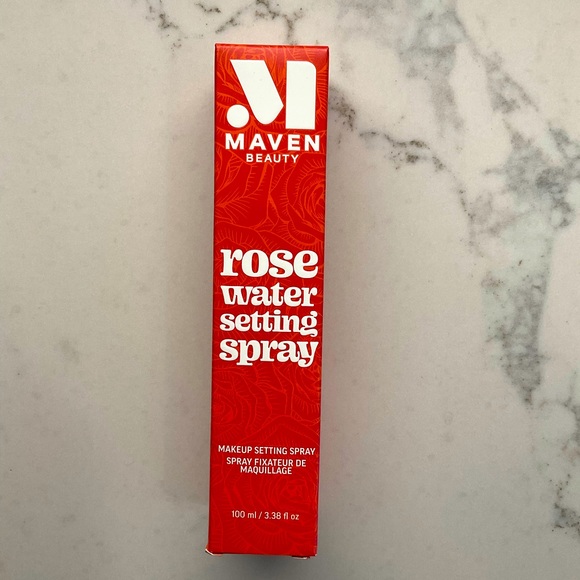 MAVEN
BEAUTY
rose
water
setting
spray
MAKEUP SETTING SPRAY
SPRAY FIXATEUR DE
MAQUILLAGE
100 ml / 3.38 fl oz